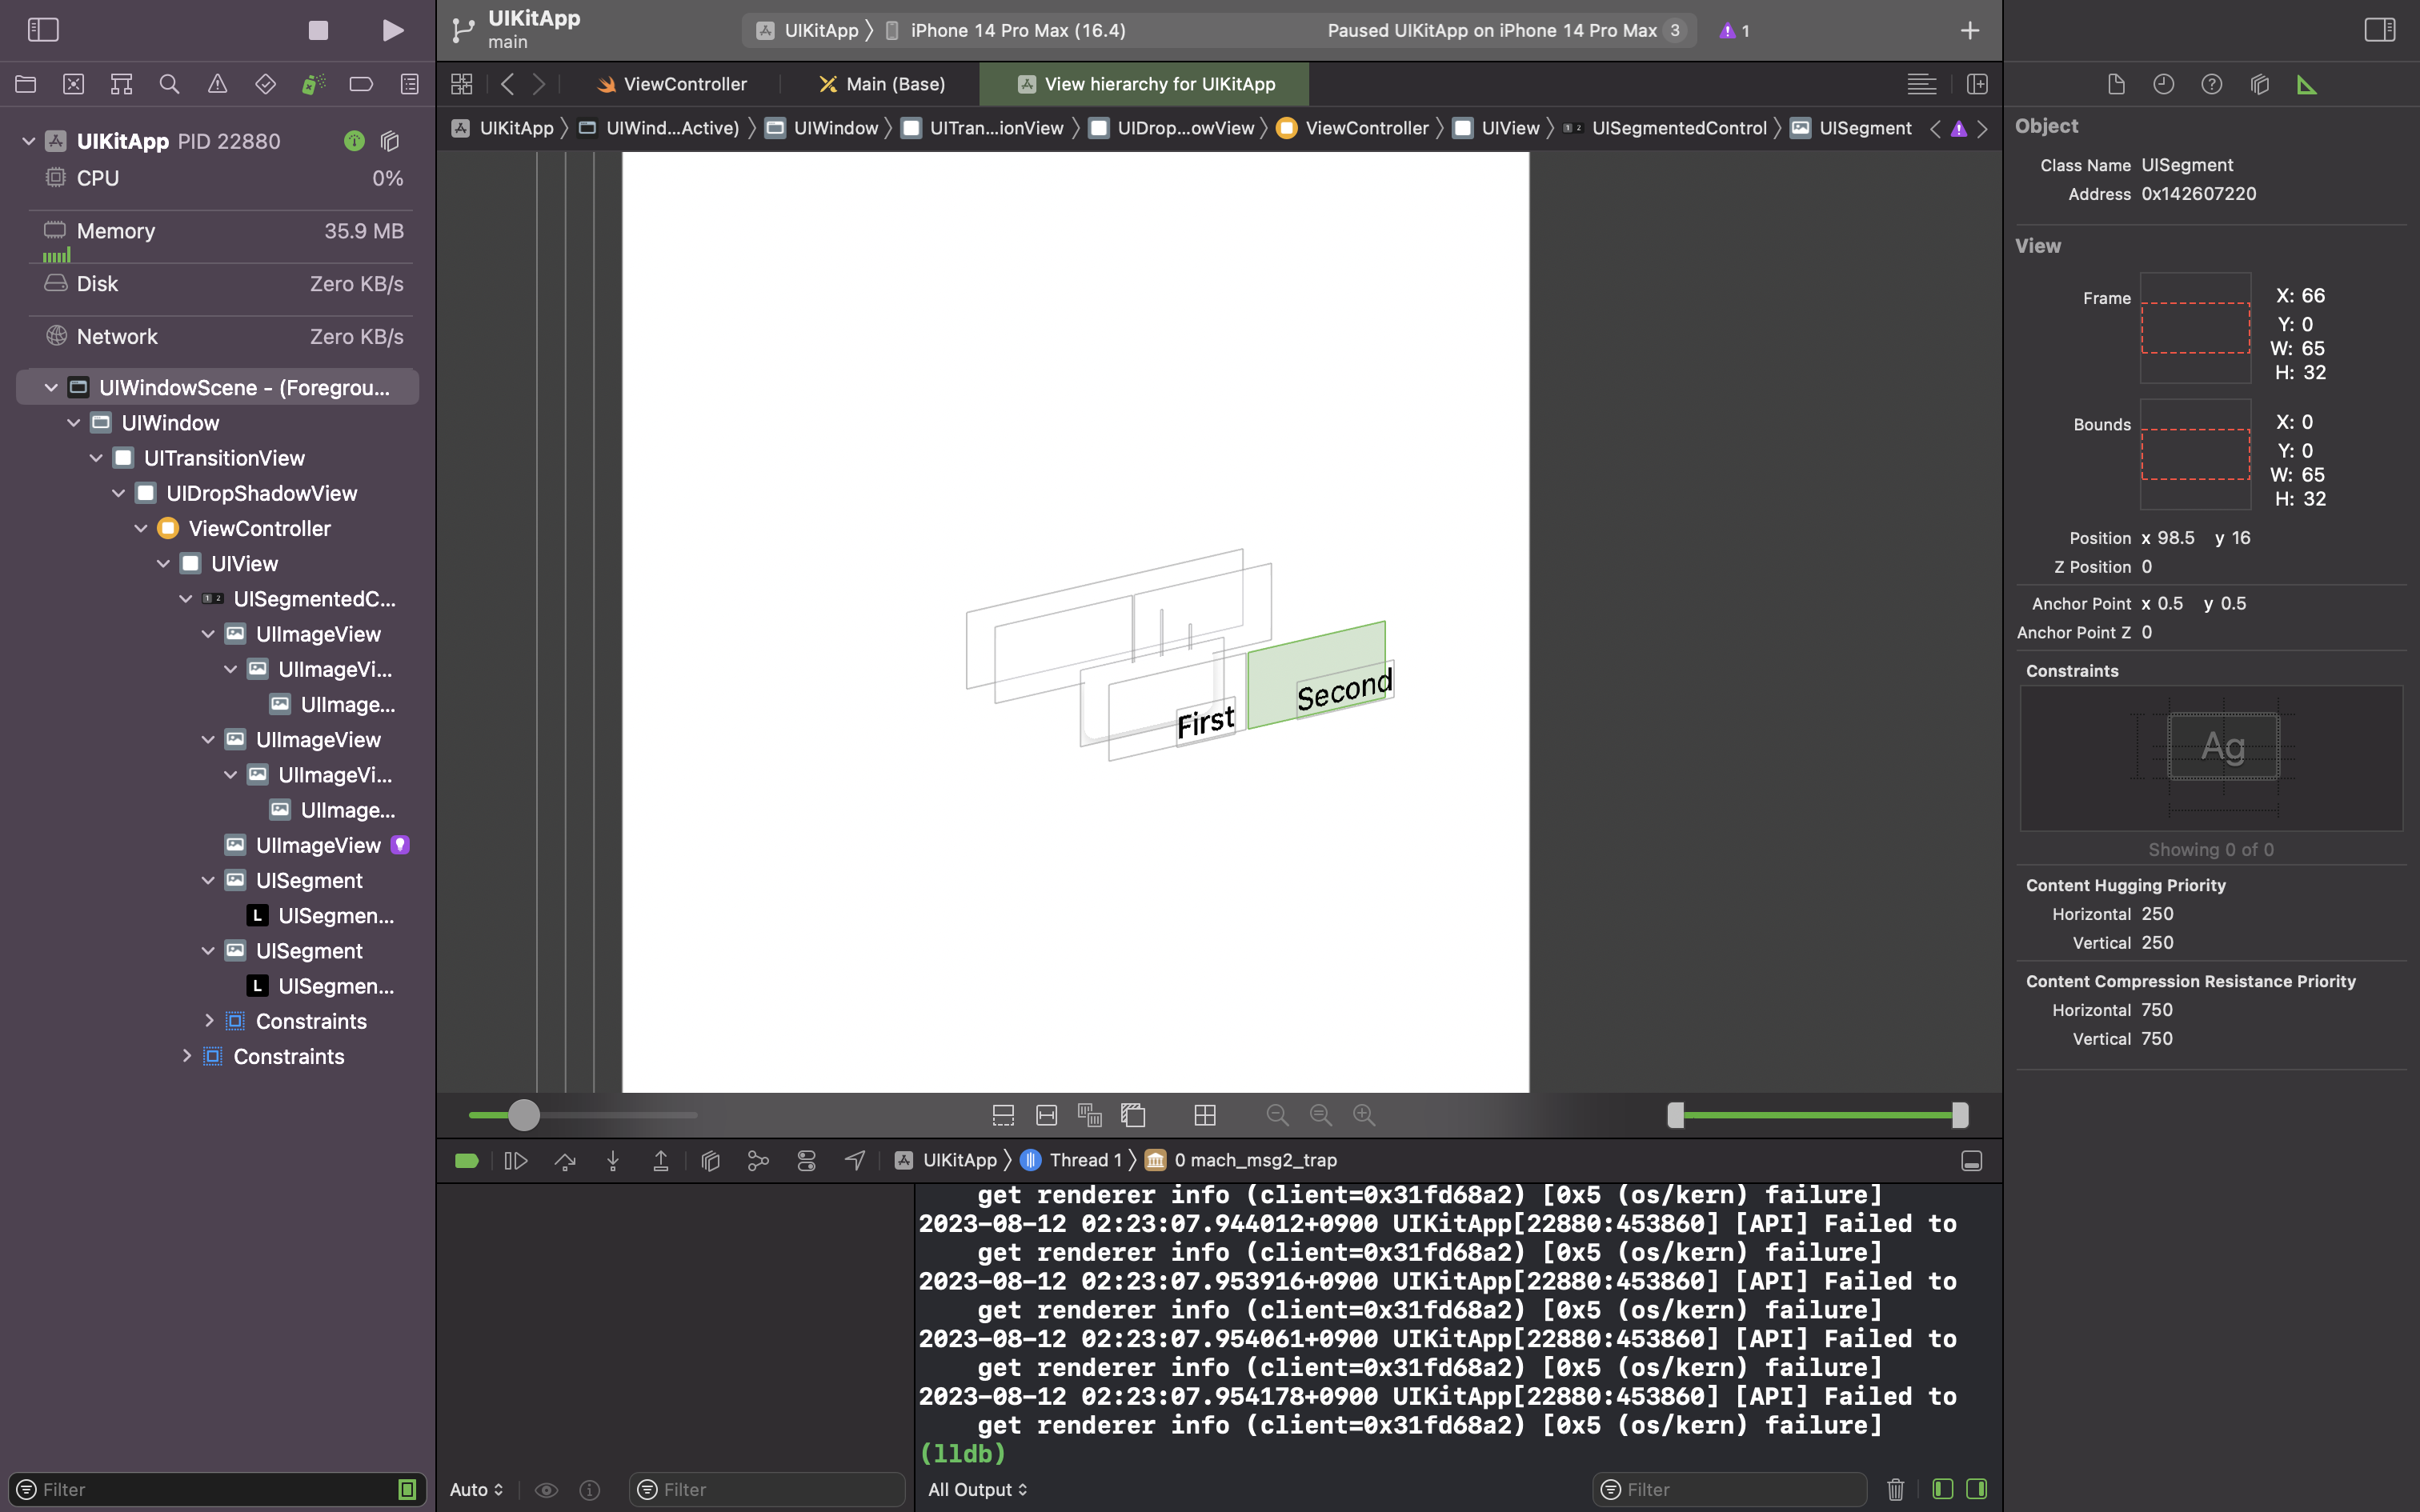 UIKitApp
main
UIKitApp
iPhone 14 Pro Max (16.4)
Paused UIKitApp on iPhone 14 Pro Max
3
1
ViewController
Main (Base)
View hierarchy for UIKitApp
UIKitApp
UIWind...Active)
UIWindow
UITran...ionView
UIDrop...owView
ViewController
UIView
1 2
UISegmentedControl
UISegment
UIKitApp PID 22880
CPU 0%
Memory 35.9 MB
Disk Zero KB/s
Network Zero KB/s
UIWindowScene - (Foregrou...
UIWindow
UITransitionView
UIDropShadowView
ViewController
UIView
1 2 UISegmentedC...
UIImageView
UIImageVi...
UIImage...
UIImageView
UIImageVi...
UIImage...
UIImageView
UISegment
L UISegmen...
UISegment
L UISegmen...
Constraints
Constraints
Filter
First
Second
UIKitApp
Thread 1
0 mach_msg2_trap
get renderer info (client=0x31fd68a2) [0x5 (os/kern) failure]
2023-08-12 02:23:07.944012+0900 UIKitApp[22880:453860] [API] Failed to
get renderer info (client=0x31fd68a2) [0x5 (os/kern) failure]
2023-08-12 02:23:07.953916+0900 UIKitApp[22880:453860] [API] Failed to
get renderer info (client=0x31fd68a2) [0x5 (os/kern) failure]
2023-08-12 02:23:07.954061+0900 UIKitApp[22880:453860] [API] Failed to
get renderer info (client=0x31fd68a2) [0x5 (os/kern) failure]
2023-08-12 02:23:07.954178+0900 UIKitApp[22880:453860] [API] Failed to
get renderer info (client=0x31fd68a2) [0x5 (os/kern) failure]
(lldb)
Auto
Filter
All Output
Filter
Object
Class Name UISegment
Address 0x142607220
View
Frame
X: 66
Y: 0
W: 65
H: 32
Bounds
X: 0
Y: 0
W: 65
H: 32
Position x 98.5 y 16
Z Position 0
Anchor Point x 0.5 y 0.5
Anchor Point Z 0
Constraints
Ag
Showing 0 of 0
Content Hugging Priority
Horizontal 250
Vertical 250
Content Compression Resistance Priority
Horizontal 750
Vertical 750